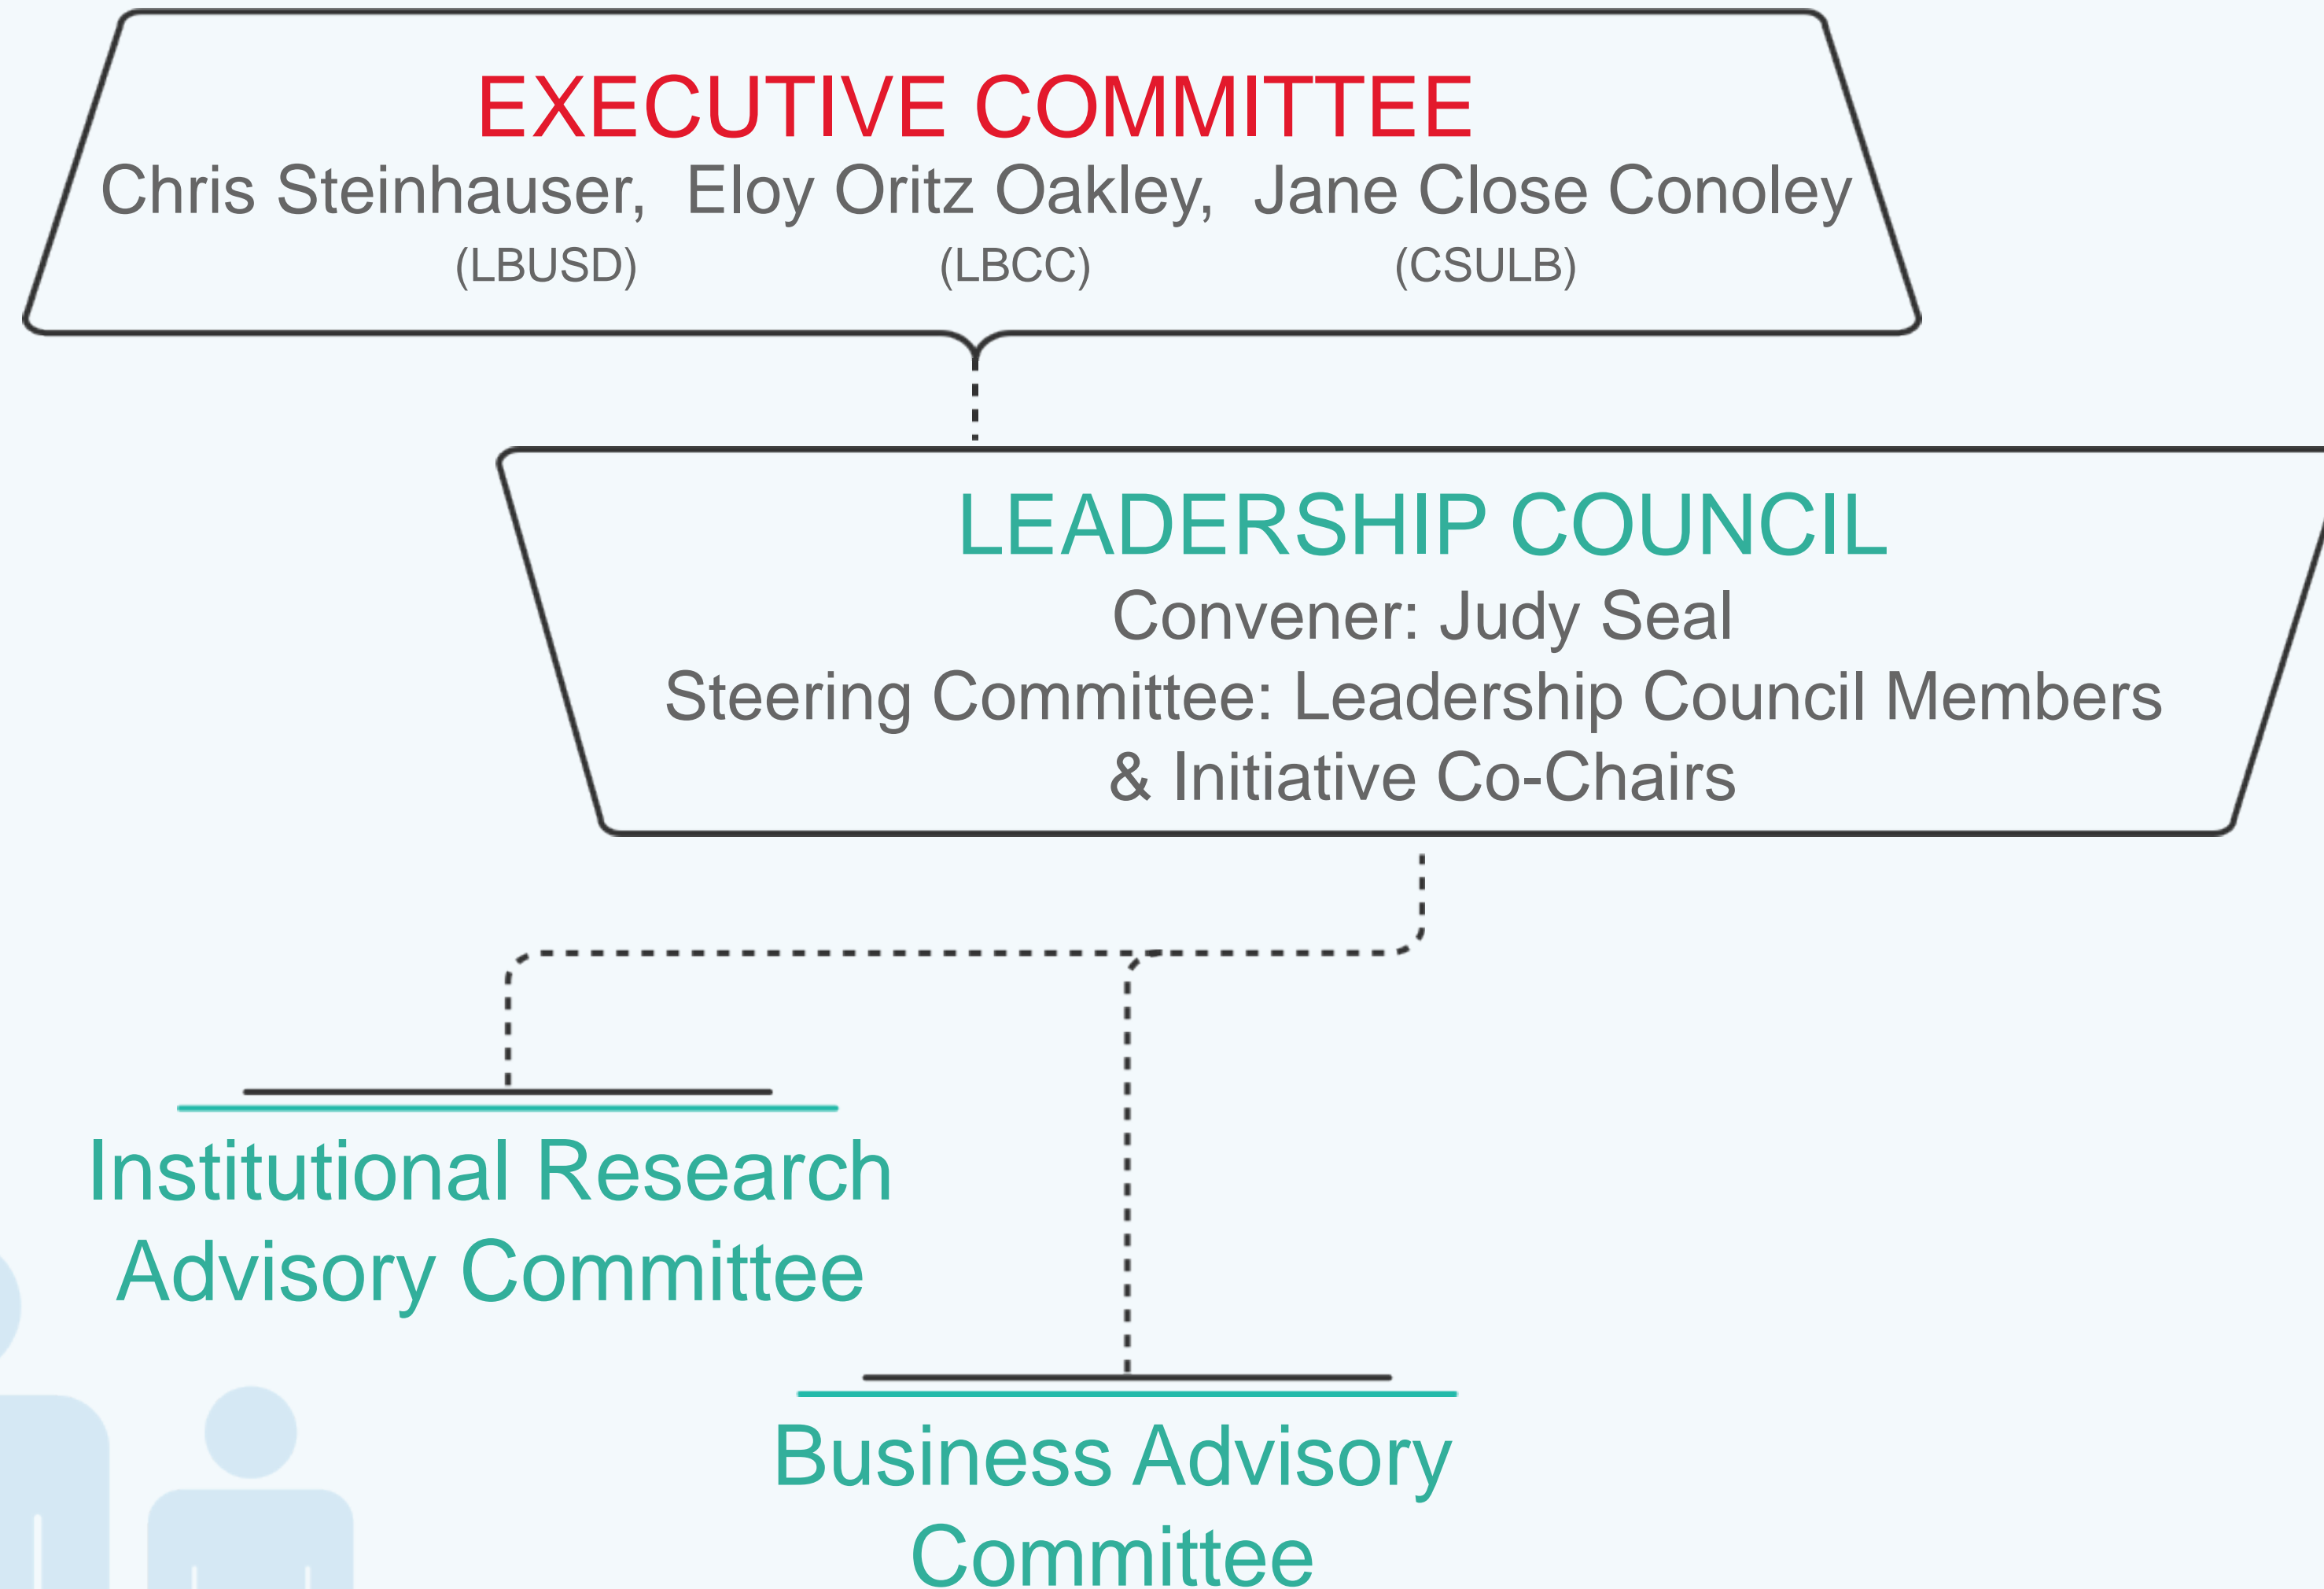 EXECUTIVE COMMITTEE
Chris Steinhauser, Eloy Oritz Oakley, Jane Close Conoley
(LBUSD) (LBCC) (CSULB)
LEADERSHIP COUNCIL
Convener: Judy Seal
Steering Committee: Leadership Council Members
& Initiative Co-Chairs
Institutional Research
Advisory Committee
Business Advisory
Committee